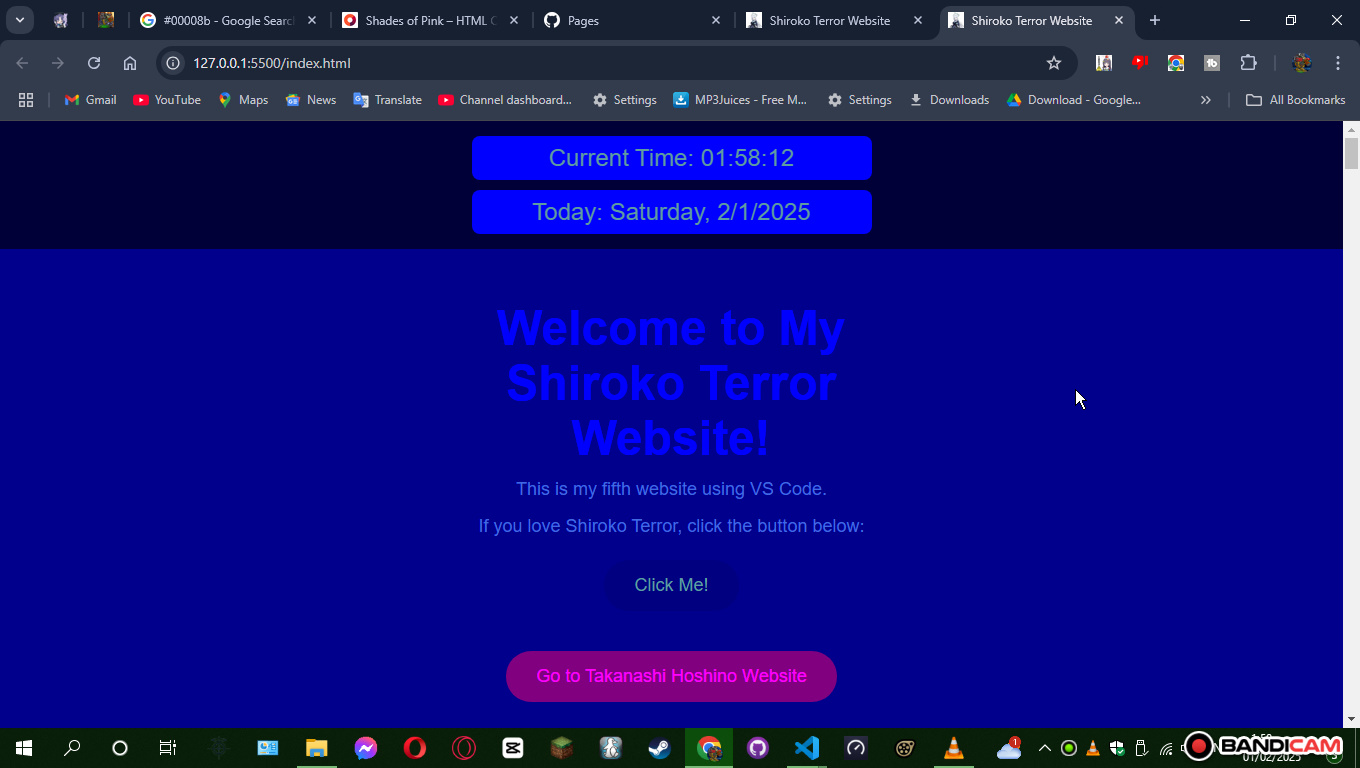 #00008b - Google Searc
Shades of Pink – HTML C
Pages
Shiroko Terror Website
Shiroko Terror Website
127.0.0.1:5500/index.html
Gmail
YouTube
Maps
News
Translate
Channel dashboard...
Settings
MP3Juices - Free M...
Settings
Downloads
Download - Google...
All Bookmarks
Current Time: 01:58:12
Today: Saturday, 2/1/2025
Welcome to My
Shiroko Terror
Website!
This is my fifth website using VS Code.
If you love Shiroko Terror, click the button below:
Click Me!
Go to Takanashi Hoshino Website
1
BANDICAM
01/02/2025